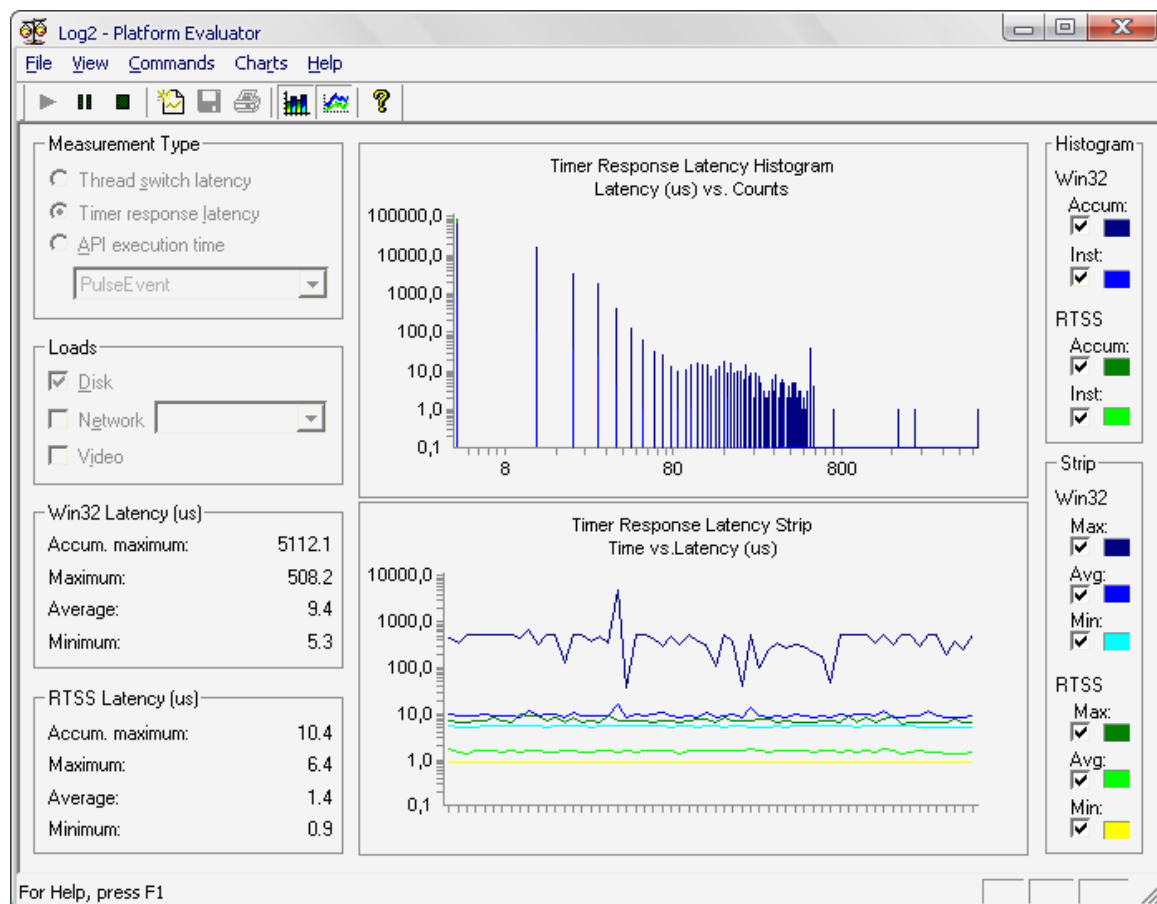 Log2 - Platform Evaluator
File View Commands Charts Help
Measurement Type
Thread switch latency
Timer response latency
API execution time
PulseEvent
Loads
Disk
Network
Video
Win32 Latency (us)
Accum. maximum: 5112.1
Maximum: 508.2
Average: 9.4
Minimum: 5.3
RTSS Latency (us)
Accum. maximum: 10.4
Maximum: 6.4
Average: 1.4
Minimum: 0.9
Timer Response Latency Histogram
Latency (us) vs. Counts
100000,0
10000,0
1000,0
100,0
10,0
1,0
0,1
8 80 800
Timer Response Latency Strip
Time vs.Latency (us)
10000,0
1000,0
100,0
10,0
1,0
0,1
Histogram
Win32
Accum:
Inst:
RTSS
Accum:
Inst:
Strip
Win32
Max:
Avg:
Min:
RTSS
Max:
Avg:
Min:
For Help, press F1